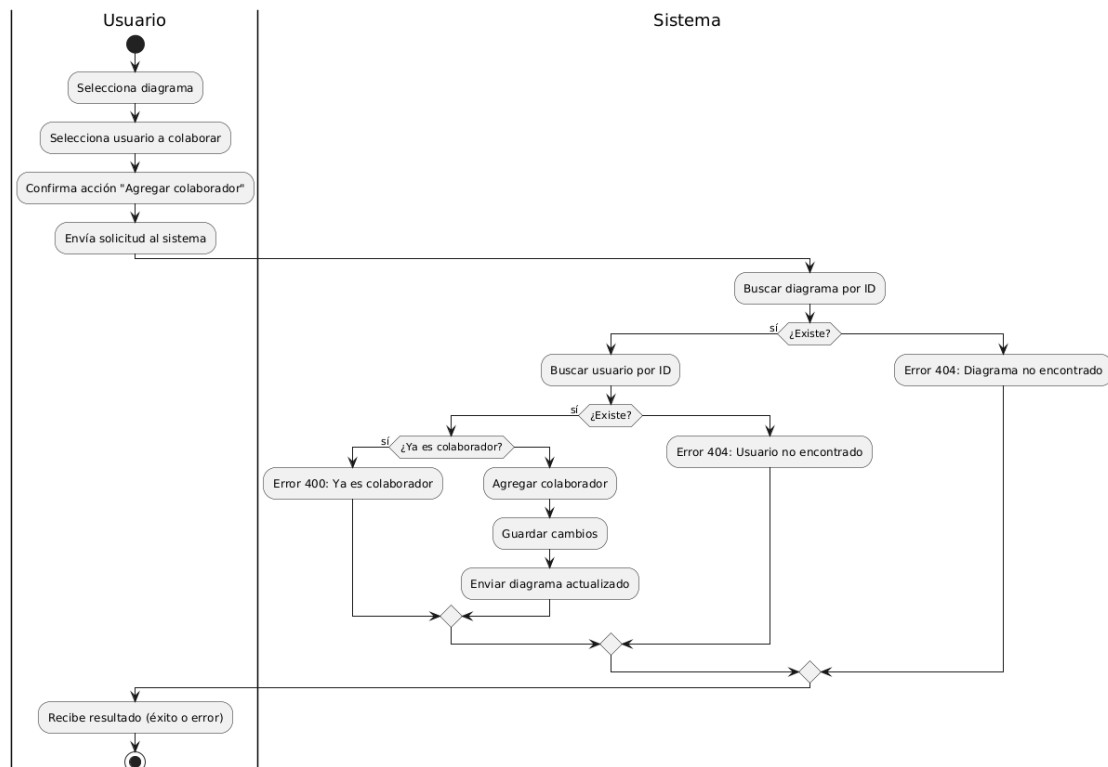 Usuario
Sistema
Selecciona diagrama
Selecciona usuario a colaborar
Confirma acción "Agregar colaborador"
Envía solicitud al sistema
Buscar diagrama por ID
sí
¿Existe?
Buscar usuario por ID
Error 404: Diagrama no encontrado
sí
¿Existe?
sí
¿Ya es colaborador?
Error 404: Usuario no encontrado
Error 400: Ya es colaborador
Agregar colaborador
Guardar cambios
Enviar diagrama actualizado
Recibe resultado (éxito o error)